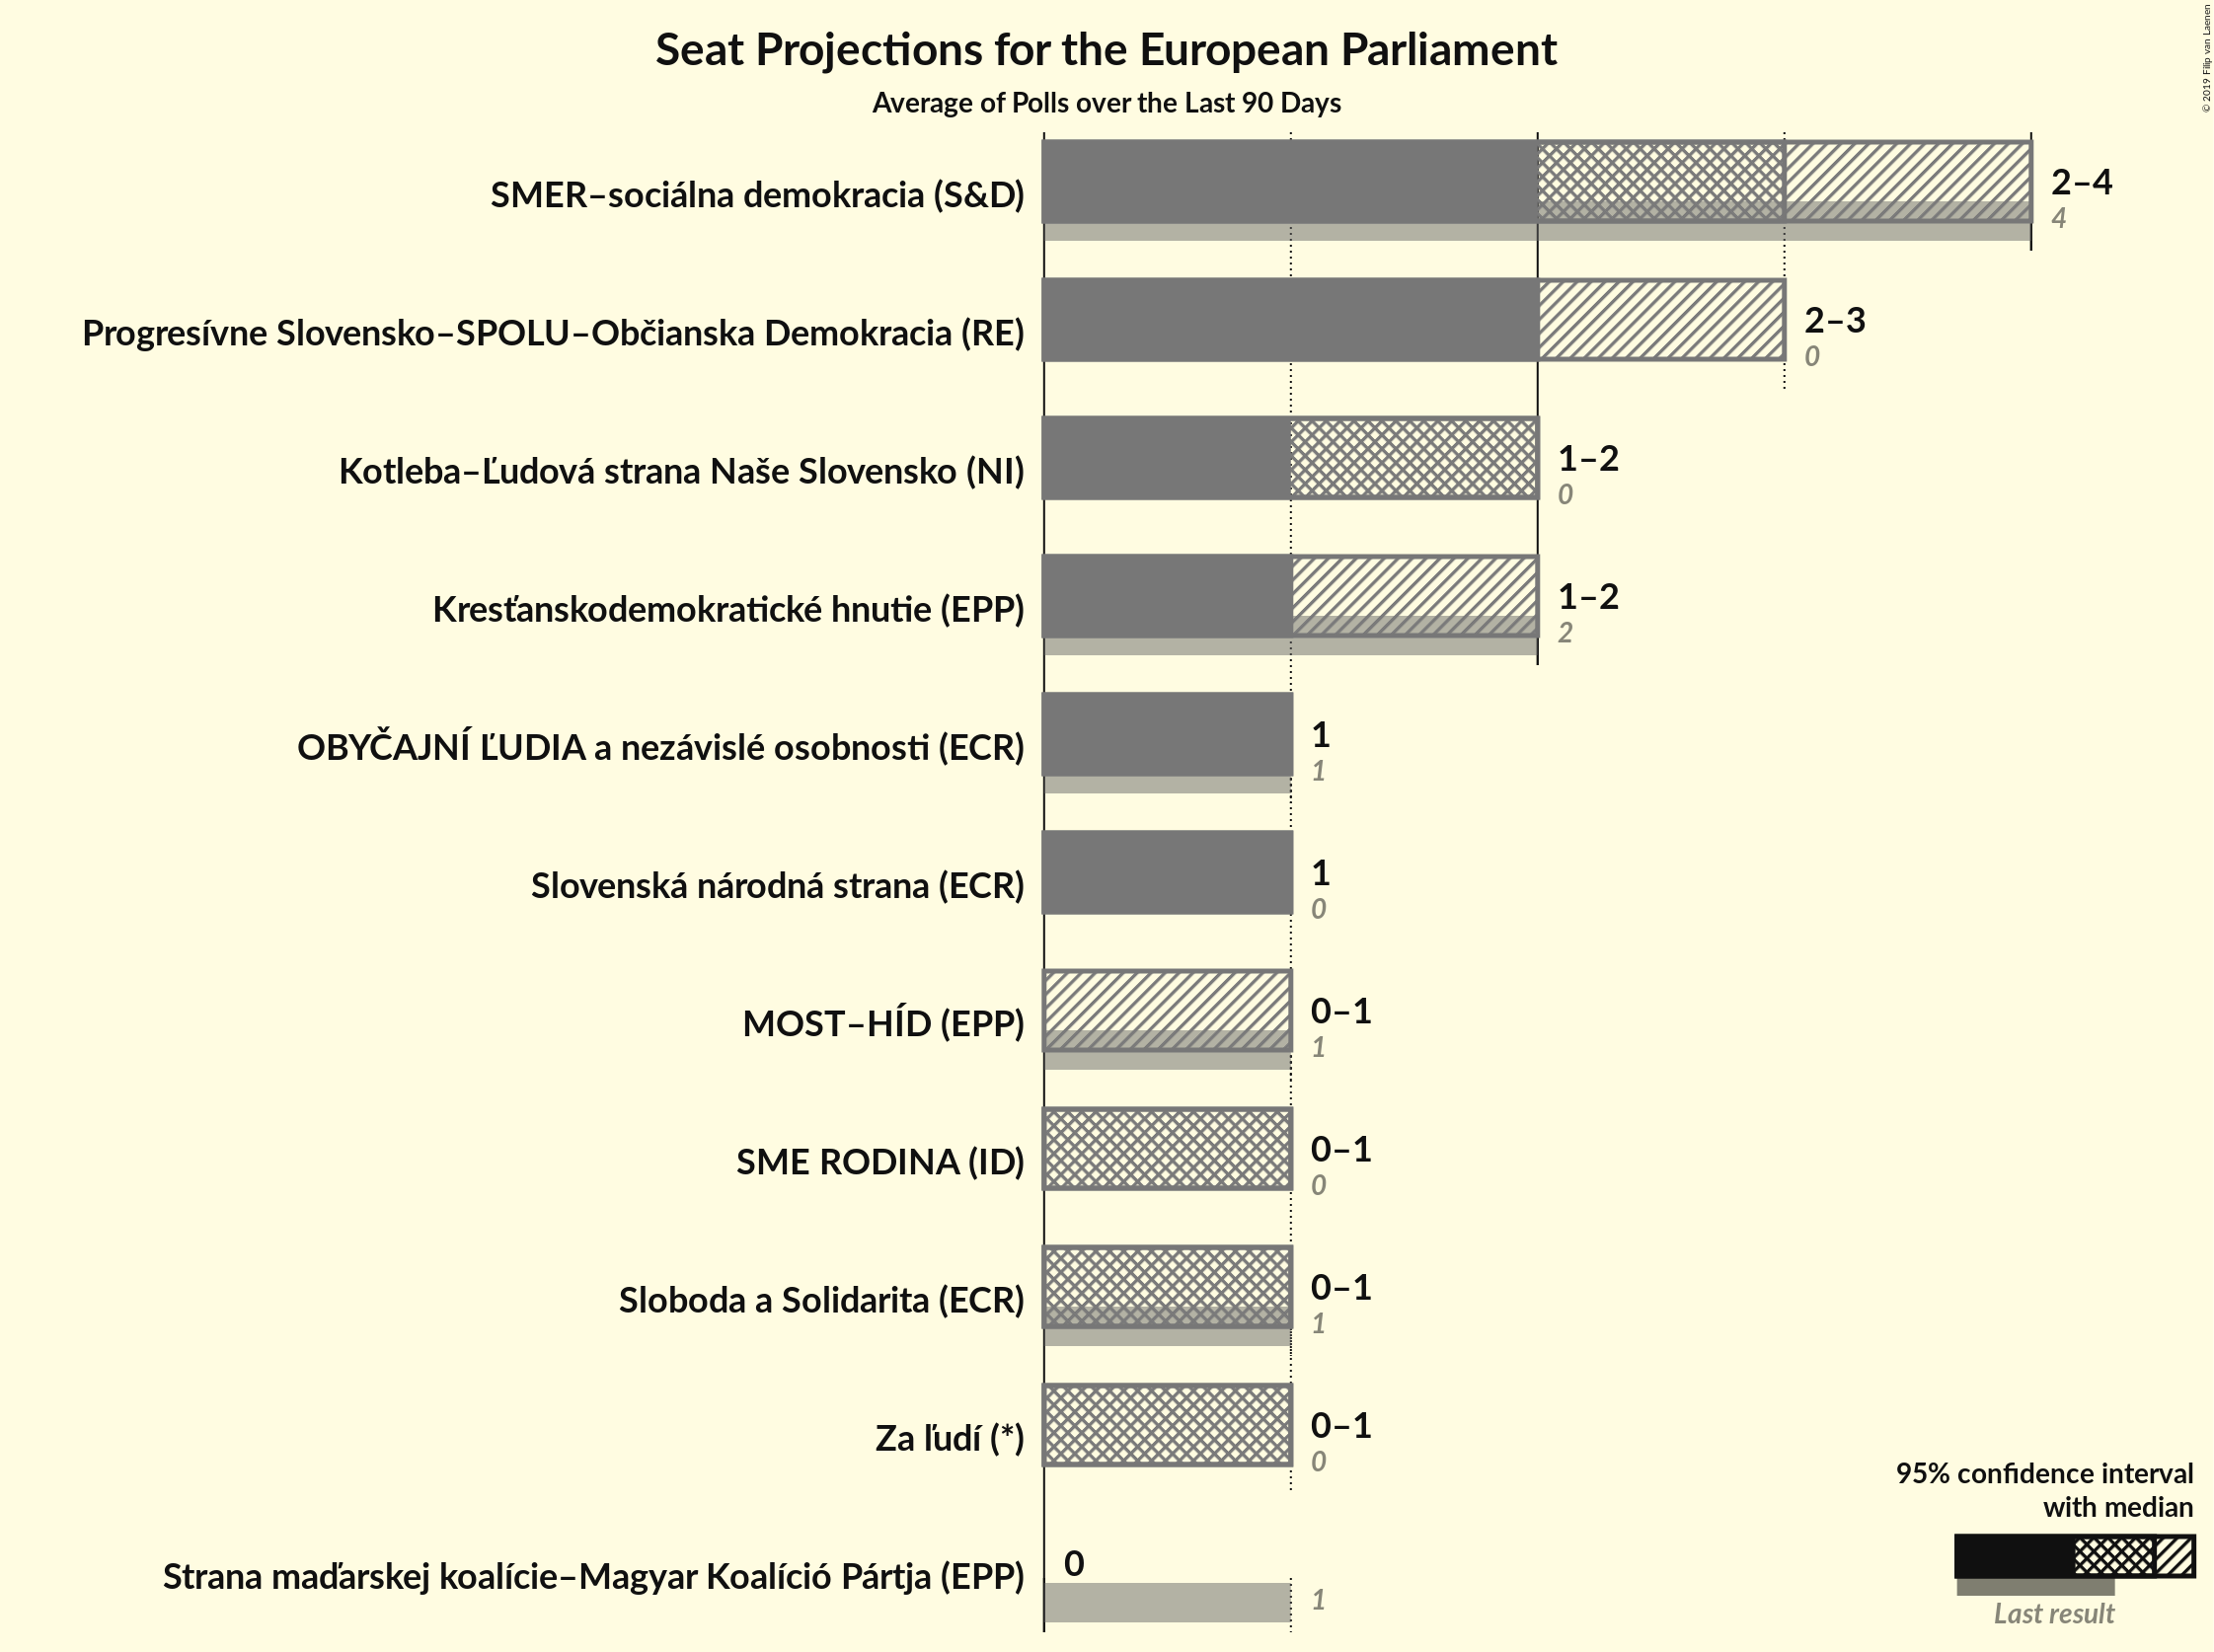 Seat Projections for the European Parliament
Average of Polls over the Last 90 Days
© 2019 Filip van Laenen
SMER–sociálna demokracia (S&D)
2–4
4
Progresívne Slovensko–SPOLU–Občianska Demokracia (RE)
2–3
0
Kotleba–Ľudová strana Naše Slovensko (NI)
1–2
0
Kresťanskodemokratické hnutie (EPP)
1–2
2
OBYČAJNÍ ĽUDIA a nezávislé osobnosti (ECR)
1
1
Slovenská národná strana (ECR)
1
0
MOST–HÍD (EPP)
0–1
1
SME RODINA (ID)
0–1
0
Sloboda a Solidarita (ECR)
0–1
1
Za ľudí (*)
0–1
0
Strana maďarskej koalície–Magyar Koalíció Pártja (EPP)
0
1
95% confidence interval
with median
Last result